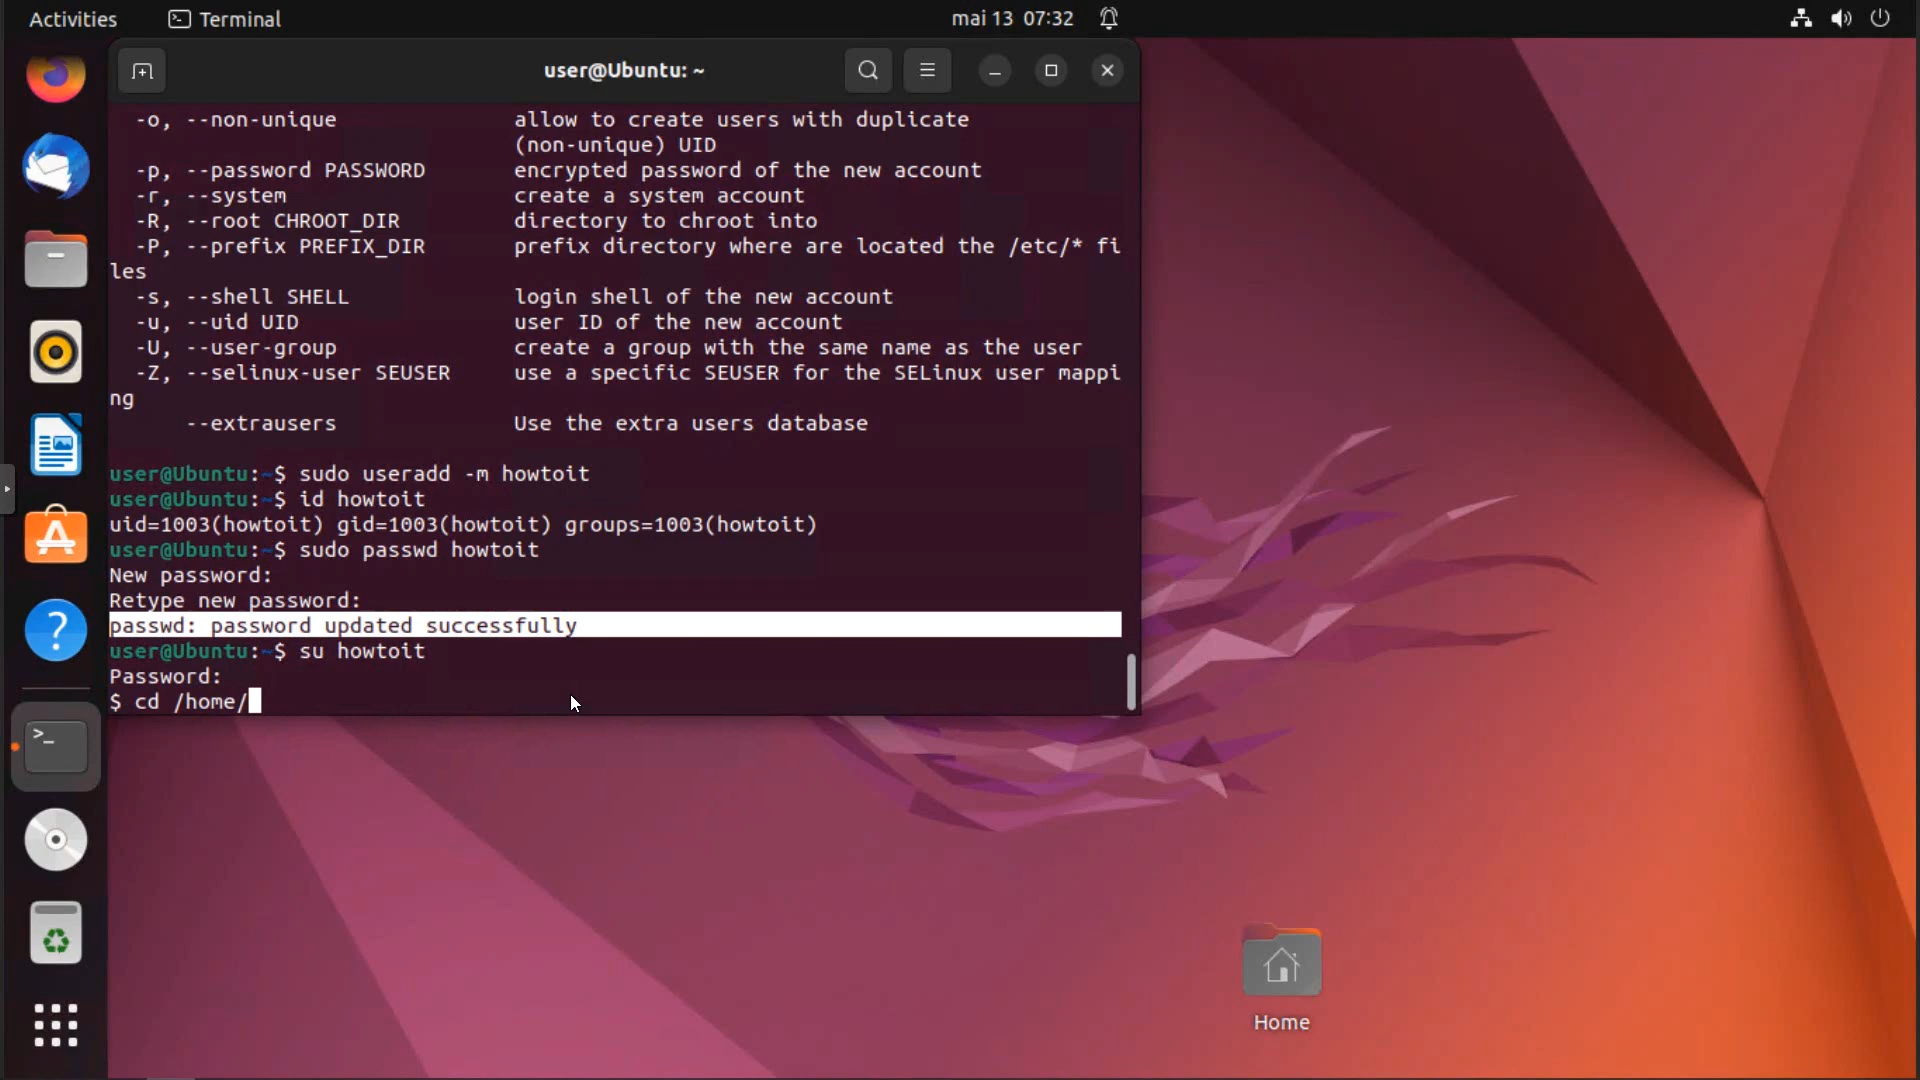 Activities Terminal mai 13 07:32
user@Ubuntu: ~
-o, --non-unique allow to create users with duplicate
(non-unique) UID
-p, --password PASSWORD encrypted password of the new account
-r, --system create a system account
-R, --root CHROOT_DIR directory to chroot into
-P, --prefix PREFIX_DIR prefix directory where are located the /etc/* fi
les
-s, --shell SHELL login shell of the new account
-u, --uid UID user ID of the new account
-U, --user-group create a group with the same name as the user
-Z, --selinux-user SEUSER use a specific SEUSER for the SELinux user mappi
ng
--extrausers Use the extra users database
user@Ubuntu:~$ sudo useradd -m howtoit
user@Ubuntu:~$ id howtoit
uid=1003(howtoit) gid=1003(howtoit) groups=1003(howtoit)
user@Ubuntu:~$ sudo passwd howtoit
New password:
Retype new password:
passwd: password updated successfully
user@Ubuntu:~$ su howtoit
Password:
$ cd /home/
Home